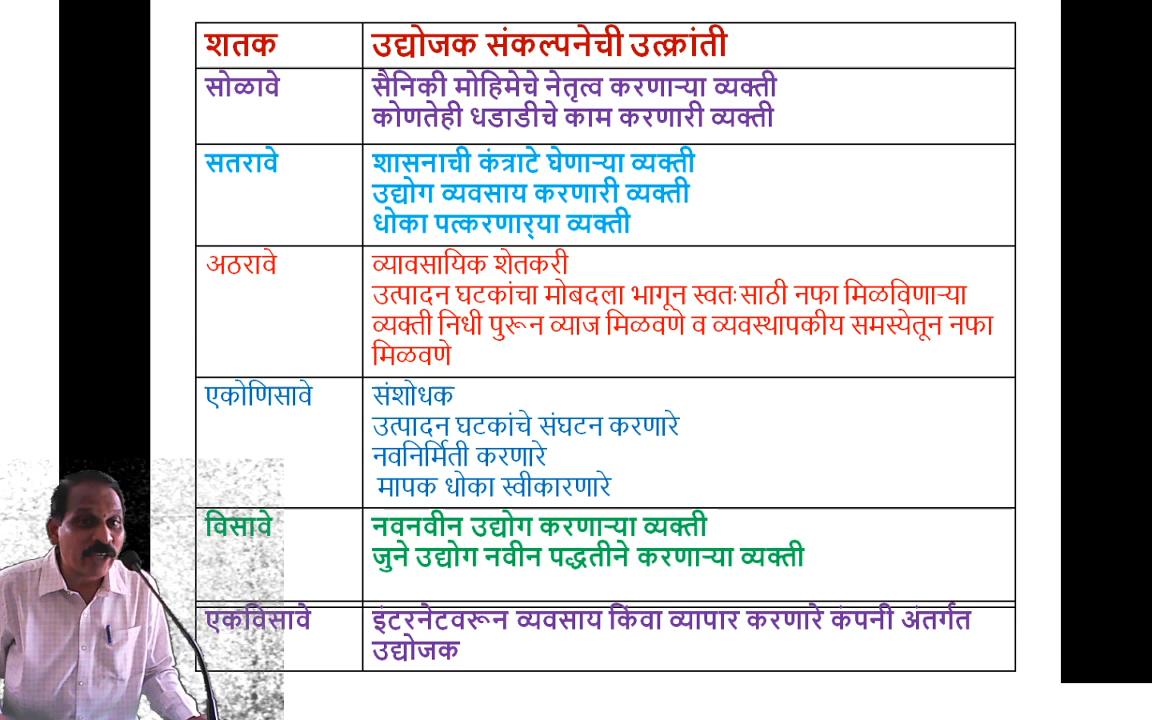 शतक उद्योजक संकल्पनेची उत्क्रांती
सोळावे सैनिकी मोहिमेचे नेतृत्व करणाऱ्या व्यक्ती
कोणतेही धडाडीचे काम करणारी व्यक्ती
सतरावे शासनाची कंत्राटे घेणाऱ्या व्यक्ती
उद्योग व्यवसाय करणारी व्यक्ती
धोका पत्करणार्‍या व्यक्ती
अठरावे व्यावसायिक शेतकरी
उत्पादन घटकांचा मोबदला भागून स्वतःसाठी नफा मिळविणाऱ्या
व्यक्ती निधी पुरून व्याज मिळवणे व व्यवस्थापकीय समस्येतून नफा
मिळवणे
एकोणिसावे संशोधक
उत्पादन घटकांचे संघटन करणारे
नवनिर्मिती करणारे
मापक धोका स्वीकारणारे
विसावे नवनवीन उद्योग करणाऱ्या व्यक्ती
जुने उद्योग नवीन पद्धतीने करणाऱ्या व्यक्ती
एकविसावे इंटरनेटवरून व्यवसाय किंवा व्यापार करणारे कंपनी अंतर्गत
उद्योजक